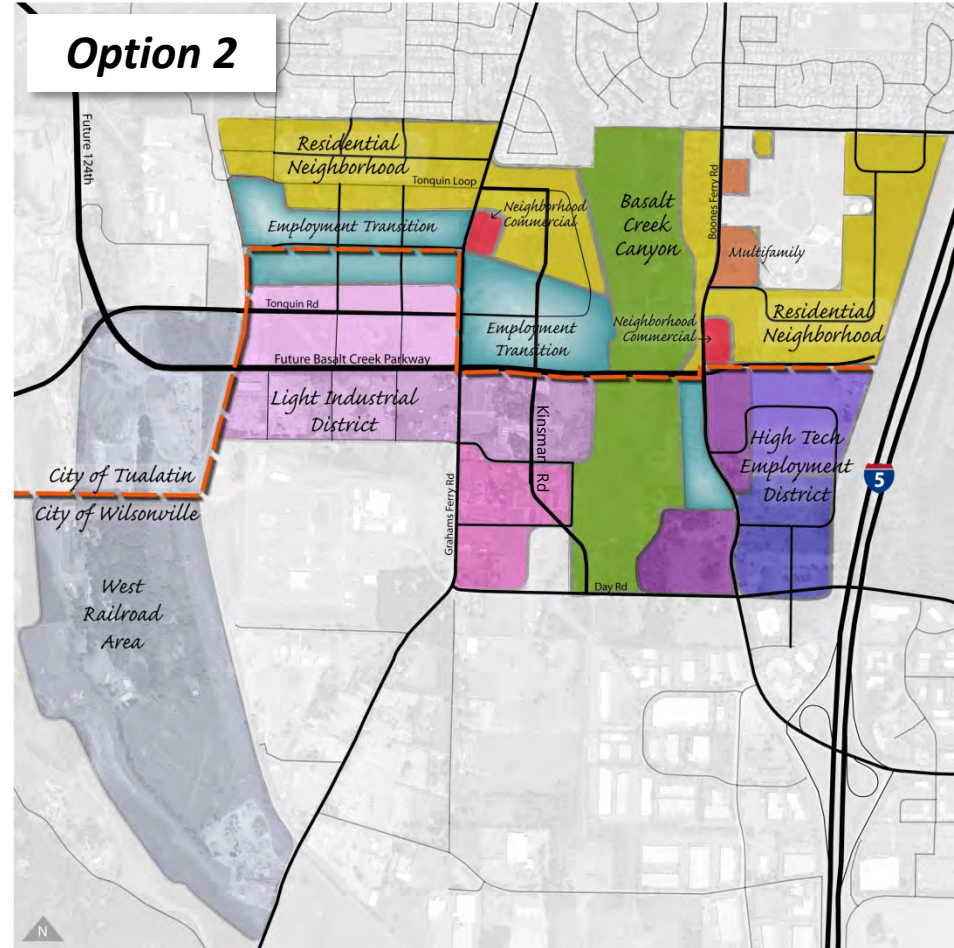 Option 2
Future 124th
Residential
Neighborhood
Tonquin Loop
Neighborhood
Commercial
Employment Transition
Basalt
Creek
Canyon
Boones Ferry Rd
Multifamily
Tonquin Rd
Employment
Transition
Neighborhood
Commercial
Residential
Neighborhood
Future Basalt Creek Parkway
Light Industrial
District
Kinsman Rd
High Tech
Employment
District
5
City of Tualatin
City of Wilsonville
Grahams Ferry Rd
West
Railroad
Area
Day Rd
N